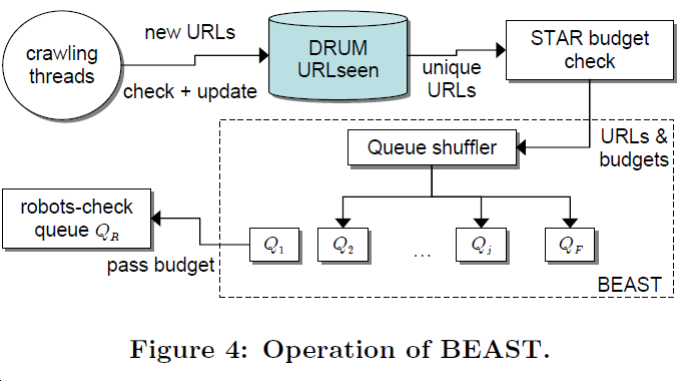 crawling
threads
new URLs
check + update
DRUM
URLseen
unique
URLs
STAR budget
check
URLs &
budgets
Queue shuffler
robots-check
queue Q_R
pass budget
Q_1
Q_2
...
Q_j
Q_F
BEAST
Figure 4: Operation of BEAST.